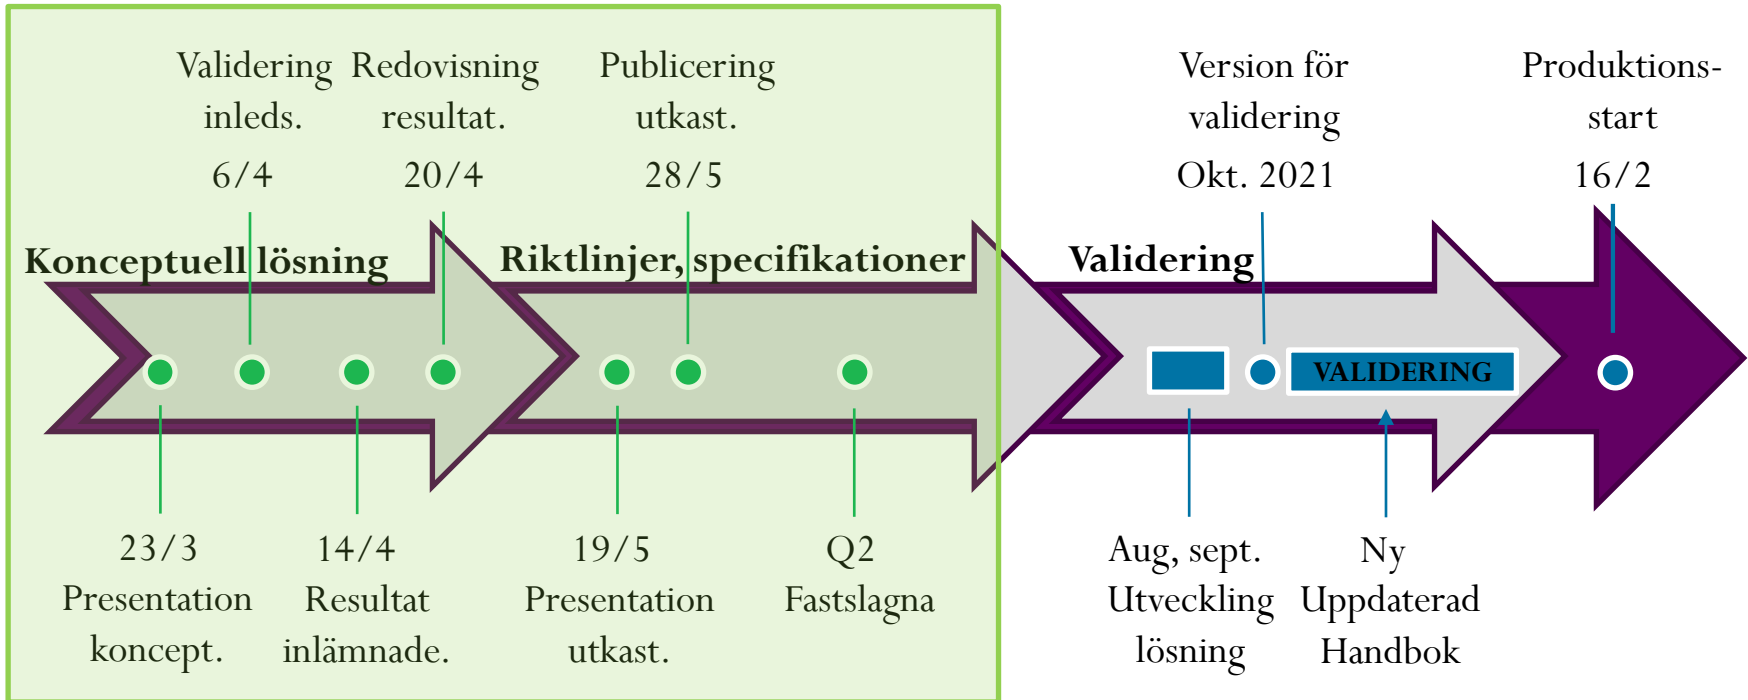 Validering
inleds.
6/4
Redovisning
resultat.
20/4
Publicering
utkast.
28/5
Version för
validering
Okt. 2021
Produktions-
start
16/2
Konceptuell lösning
Riktlinjer, specifikationer
Validering
VALIDERING
23/3
Presentation
koncept.
14/4
Resultat
inlämnade.
19/5
Presentation
utkast.
Q2
Fastslagna
Aug, sept.
Utveckling
lösning
Ny
Uppdaterad
Handbok